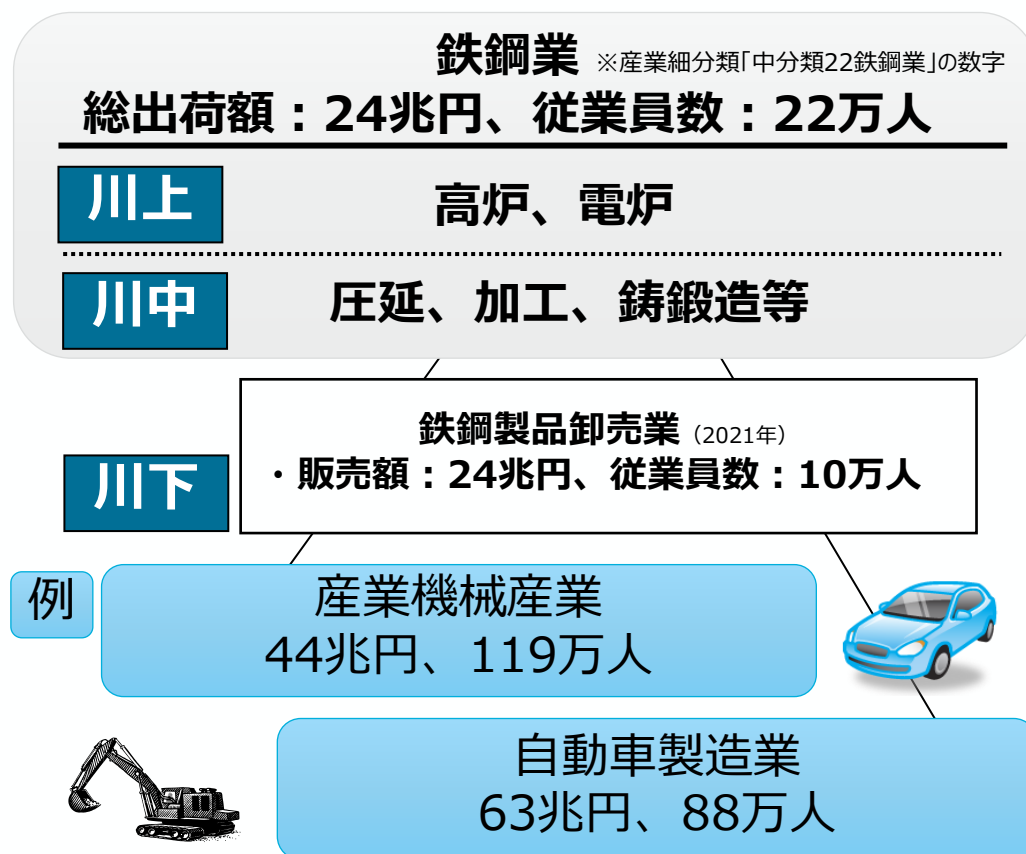 鉄鋼業 ※産業細分類「中分類22鉄鋼業」の数字
総出荷額：24兆円、従業員数：22万人
川上
高炉、電炉
川中
圧延、加工、鋳鍛造等
川下
鉄鋼製品卸売業（2021年）
・販売額：24兆円、従業員数：10万人
例
産業機械産業
44兆円、119万人
自動車製造業
63兆円、88万人